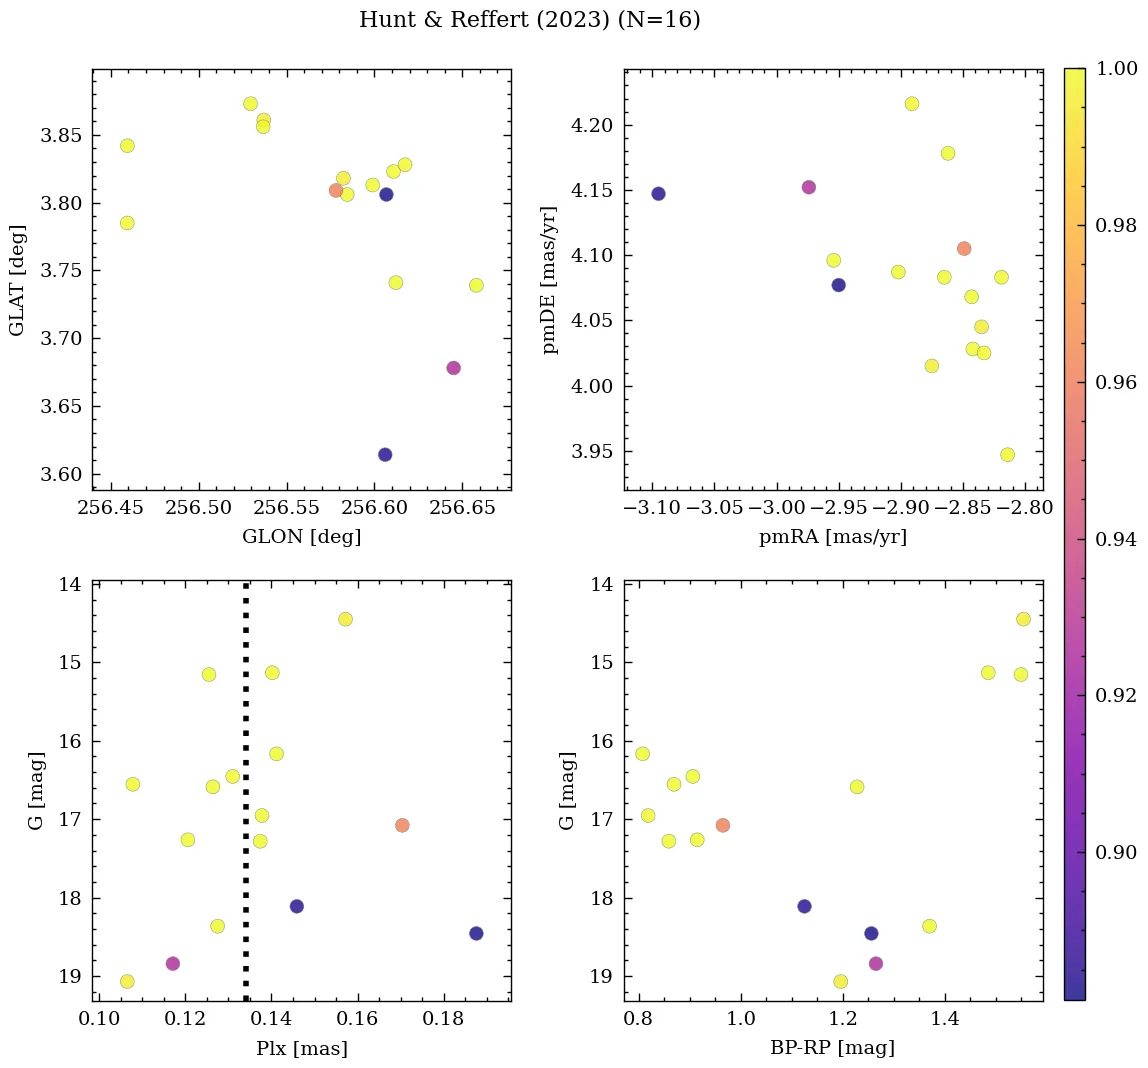 Hunt & Reffert (2023) (N=16)
3.85
3.80
3.75
3.70
3.65
3.60
GLAT [deg]
256.45 256.50 256.55 256.60 256.65
GLON [deg]
4.20
4.15
4.10
4.05
4.00
3.95
pmDE [mas/yr]
−3.10 −3.05 −3.00 −2.95 −2.90 −2.85 −2.80
pmRA [mas/yr]
1.00
0.98
0.96
0.94
0.92
0.90
14
15
16
17
18
19
G [mag]
0.10 0.12 0.14 0.16 0.18
Plx [mas]
14
15
16
17
18
19
G [mag]
0.8 1.0 1.2 1.4
BP-RP [mag]